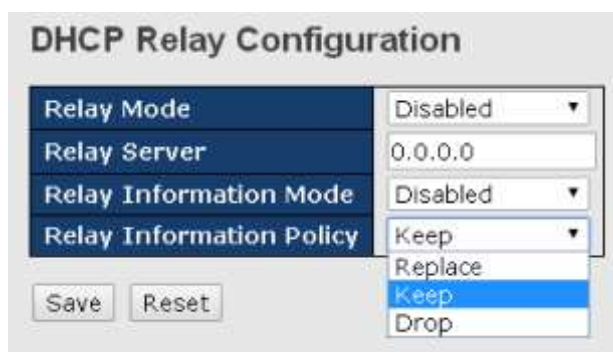 DHCP Relay Configuration
Relay Mode Disabled
Relay Server 0.0.0.0
Relay Information Mode Disabled
Relay Information Policy Keep
Replace
Keep
Drop
Save Reset